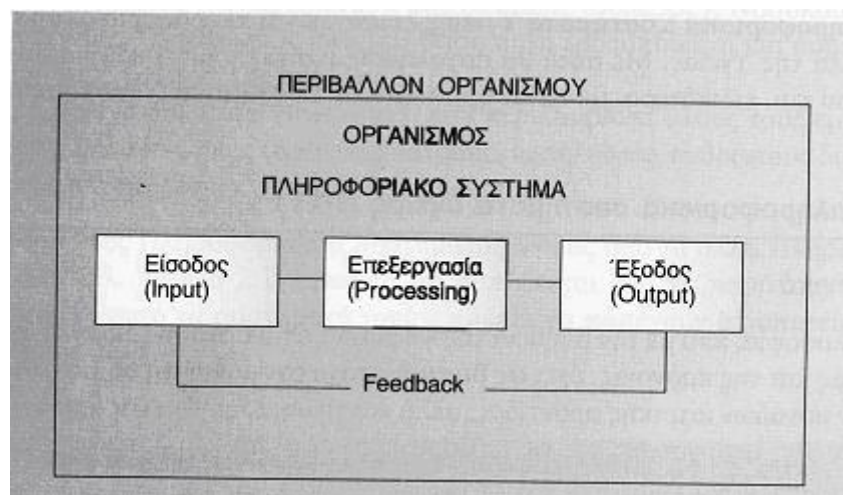 ΠΕΡΙΒΑΛΛΟΝ ΟΡΓΑΝΙΣΜΟΥ
ΟΡΓΑΝΙΣΜΟΣ
ΠΛΗΡΟΦΟΡΙΑΚΟ ΣΥΣΤΗΜΑ
Είσοδος
(Input)
Επεξεργασία
(Processing)
Έξοδος
(Output)
Feedback